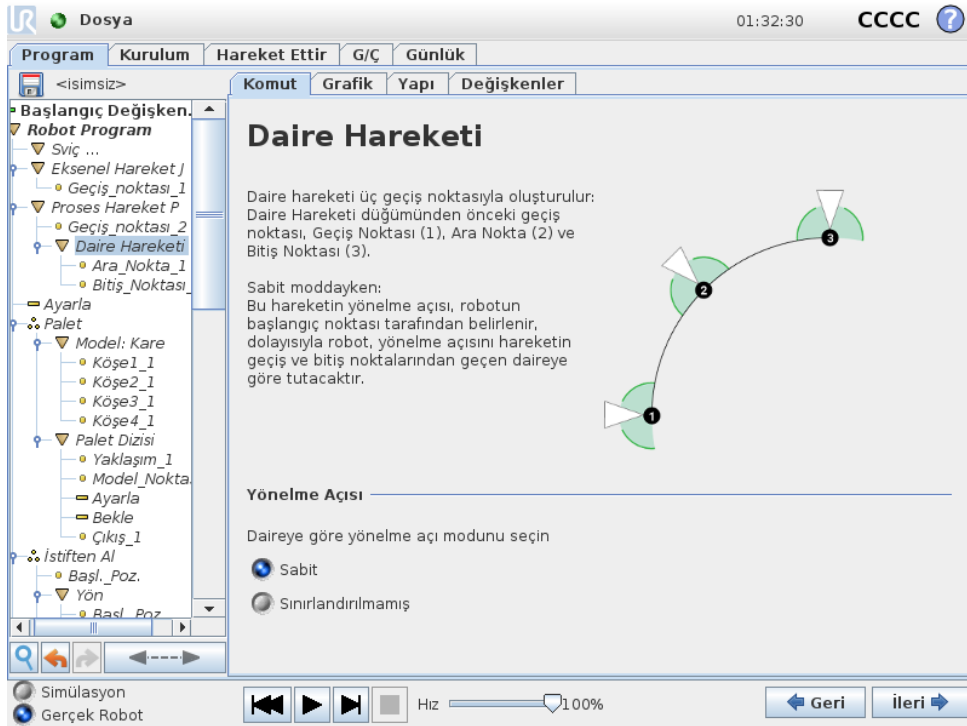 UR Dosya 01:32:30 CCCC ?
Program Kurulum Hareket Ettir G/Ç Günlük
<isimsiz>
Komut Grafik Yapı Değişkenler
Başlangıç Değişken.
Robot Program
Sviç ...
Eksenel Hareket J
Geçiş_noktası_1
Proses Hareket P
Geçiş_noktası_2
Daire Hareketi
Ara_Nokta_1
Bitiş_Noktası_
Ayarla
Palet
Model: Kare
Köşe1_1
Köşe2_1
Köşe3_1
Köşe4_1
Palet Dizisi
Yaklaşım_1
Model_Nokta
Ayarla
Bekle
Çıkış_1
İstiften Al
Başl._Poz.
Yön
Başl._Poz
Daire Hareketi
Daire hareketi üç geçiş noktasıyla oluşturulur:
Daire Hareketi düğümünden önceki geçiş
noktası, Geçiş Noktası (1), Ara Nokta (2) ve
Bitiş Noktası (3).
Sabit moddayken:
Bu hareketin yönelme açısı, robotun
başlangıç noktası tarafından belirlenir,
dolayısıyla robot, yönelme açısını hareketin
geçiş ve bitiş noktalarından geçen daireye
göre tutacaktır.
3
2
1
Yönelme Açısı
Daireye göre yönelme açı modunu seçin
Sabit
Sınırlandırılmamış
Simülasyon
Gerçek Robot
Hız 100%
Geri İleri